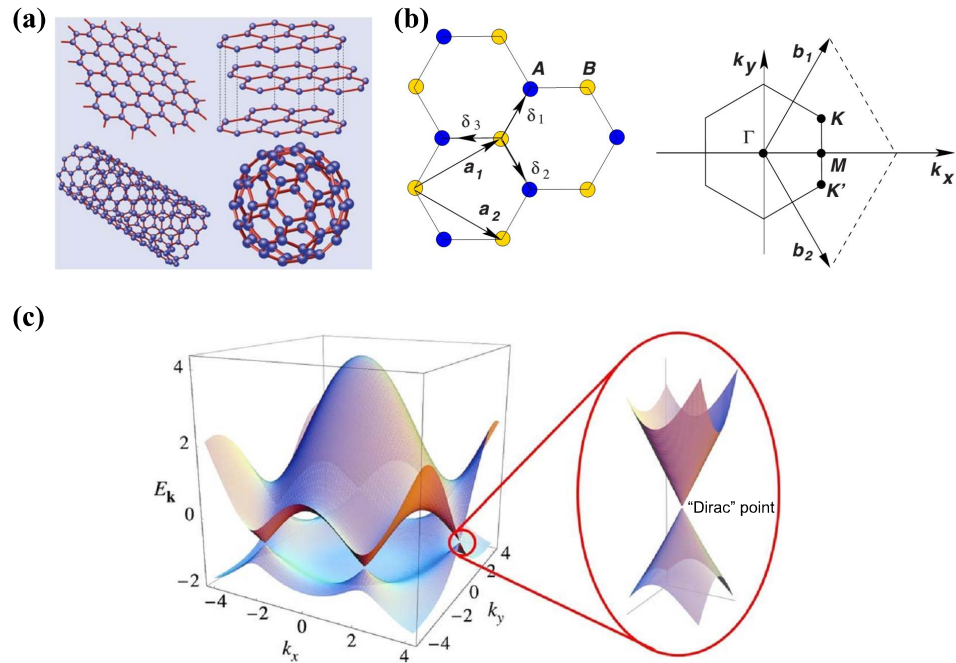 (a)
(b)
A
B
δ3
δ1
δ2
a1
a2
ky
b1
K
Γ
M
kx
K'
b2
(c)
4
2
Ek
0
−2
−4
−2
0
2
4
kx
−4
−2
0
2
4
ky
“Dirac” point